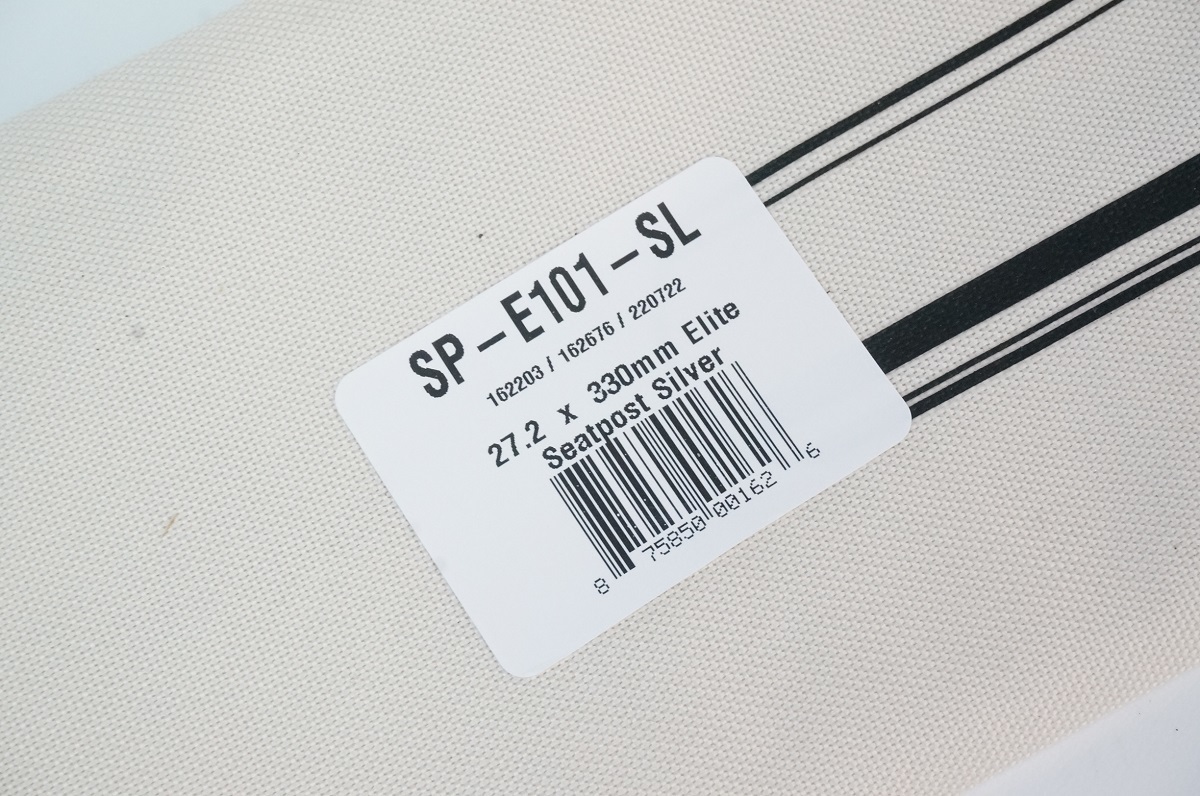 SP-E101-SL
162203 / 162676 / 220722
27.2 x 330mm Elite
Seatpost Silver
8 75850 00162 6